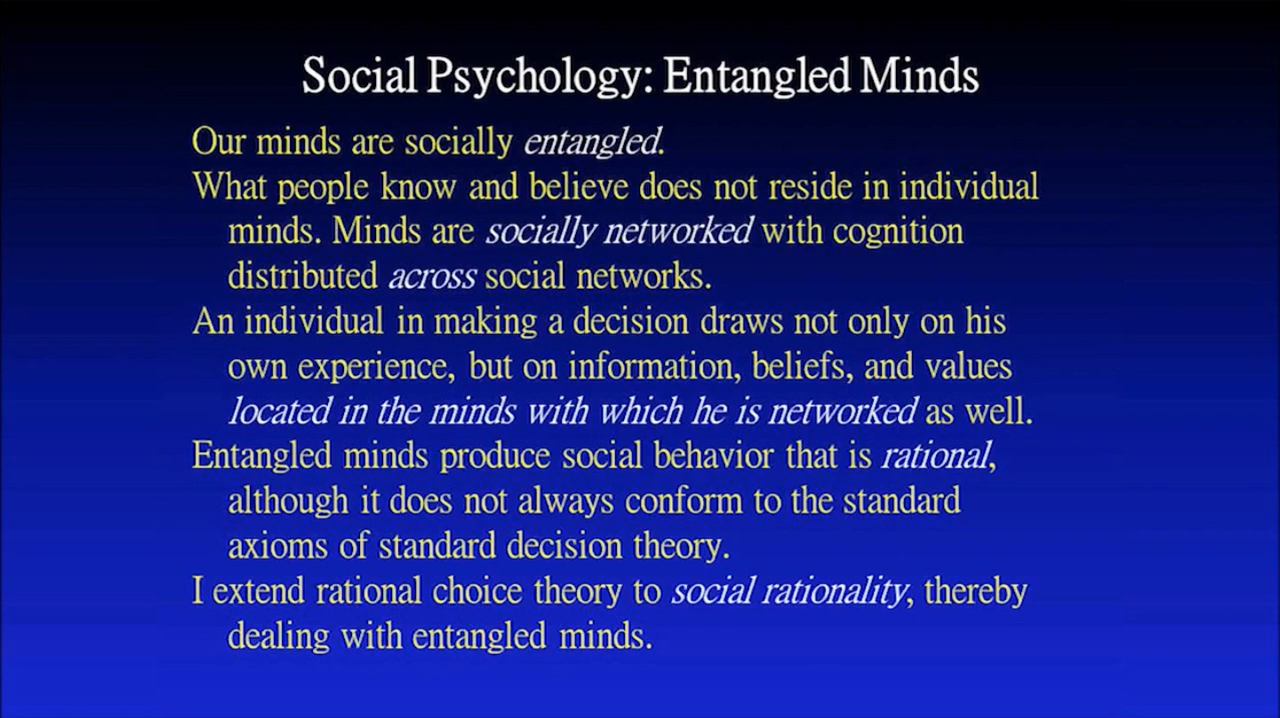 Social Psychology: Entangled Minds
Our minds are socially entangled.
What people know and believe does not reside in individual
minds. Minds are socially networked with cognition
distributed across social networks.
An individual in making a decision draws not only on his
own experience, but on information, beliefs, and values
located in the minds with which he is networked as well.
Entangled minds produce social behavior that is rational,
although it does not always conform to the standard
axioms of standard decision theory.
I extend rational choice theory to social rationality, thereby
dealing with entangled minds.